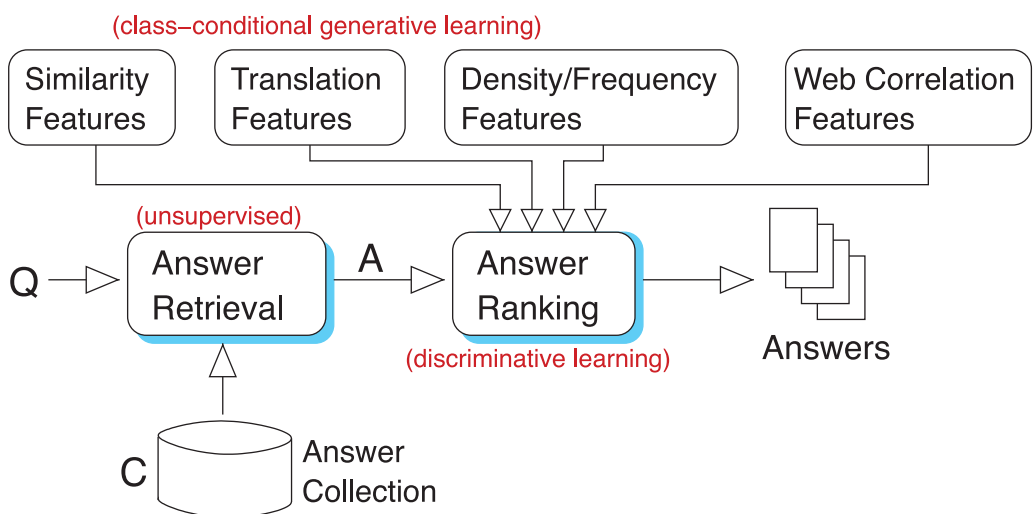 (class–conditional generative learning)
Similarity
Features
Translation
Features
Density/Frequency
Features
Web Correlation
Features
(unsupervised)
Q
Answer
Retrieval
A
Answer
Ranking
(discriminative learning)
Answers
C
Answer
Collection